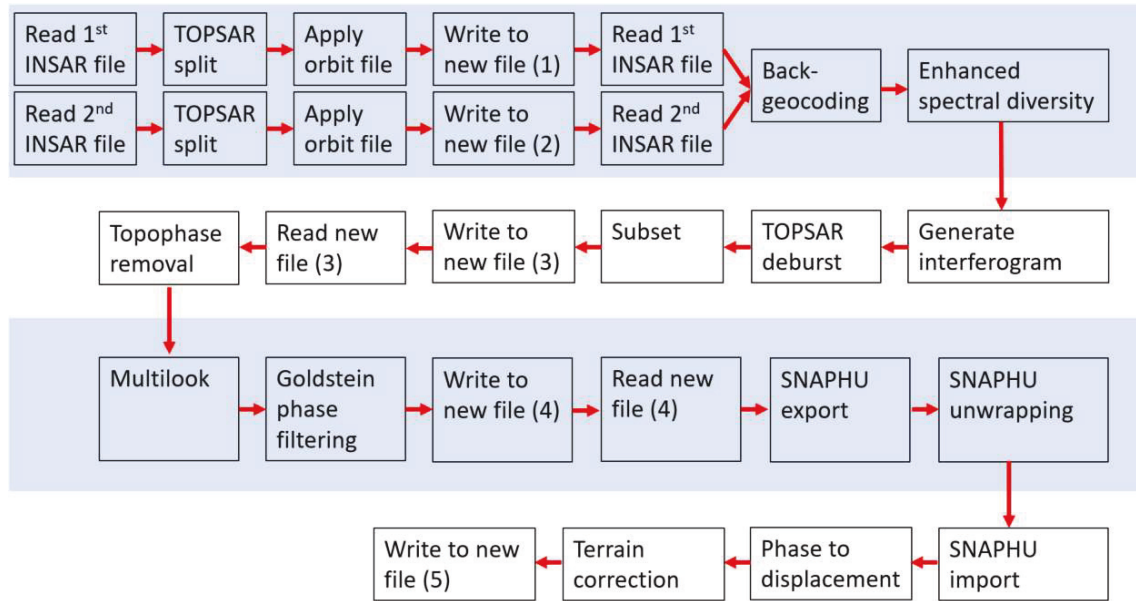 Read 1st
INSAR file
TOPSAR
split
Apply
orbit file
Write to
new file (1)
Read 1st
INSAR file
Read 2nd
INSAR file
TOPSAR
split
Apply
orbit file
Write to
new file (2)
Read 2nd
INSAR file
Back-
geocoding
Enhanced
spectral diversity
Generate
interferogram
TOPSAR
deburst
Subset
Write to
new file (3)
Read new
file (3)
Topophase
removal
Multilook
Goldstein
phase
filtering
Write to
new file (4)
Read new
file (4)
SNAPHU
export
SNAPHU
unwrapping
SNAPHU
import
Phase to
displacement
Terrain
correction
Write to new
file (5)